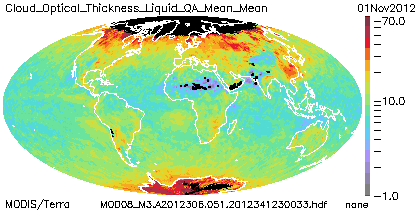 Cloud_Optical_Thickness_Liquid_QA_Mean_Mean 01Nov2012
70.0
10.0
1.0
MODIS/Terra MOD08_M3.A2012306.051.2012341230033.hdf none